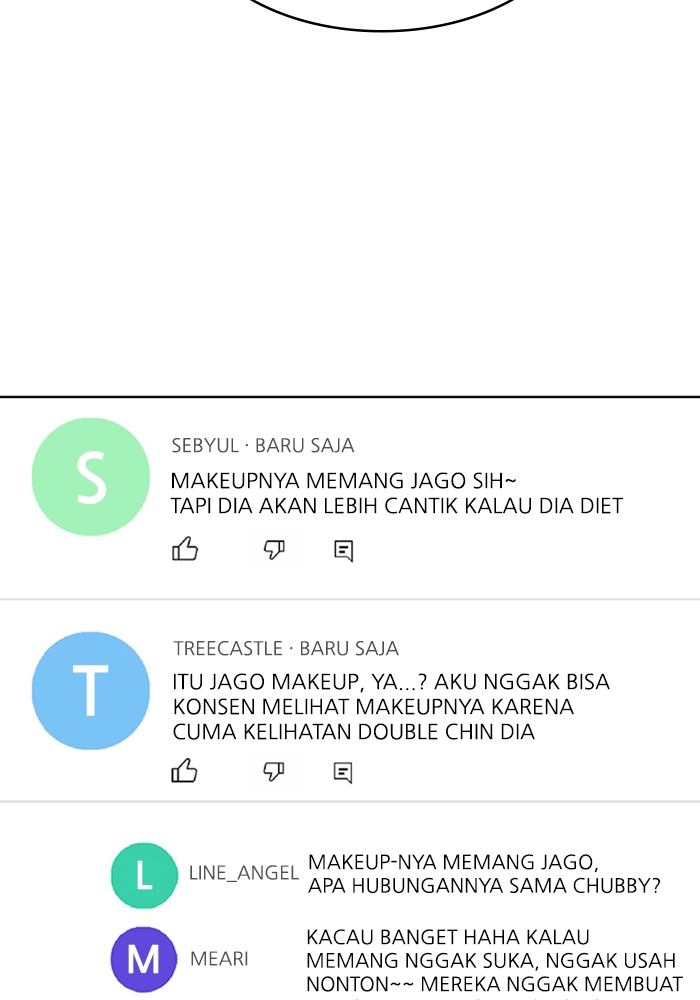 S
SEBYUL · BARU SAJA
MAKEUPNYA MEMANG JAGO SIH~
TAPI DIA AKAN LEBIH CANTIK KALAU DIA DIET
T
TREECASTLE · BARU SAJA
ITU JAGO MAKEUP, YA...? AKU NGGAK BISA
KONSEN MELIHAT MAKEUPNYA KARENA
CUMA KELIHATAN DOUBLE CHIN DIA
L
LINE_ANGEL
MAKEUP-NYA MEMANG JAGO,
APA HUBUNGANNYA SAMA CHUBBY?
M
MEARI
KACAU BANGET HAHA KALAU
MEMANG NGGAK SUKA, NGGAK USAH
NONTON~~ MEREKA NGGAK MEMBUAT